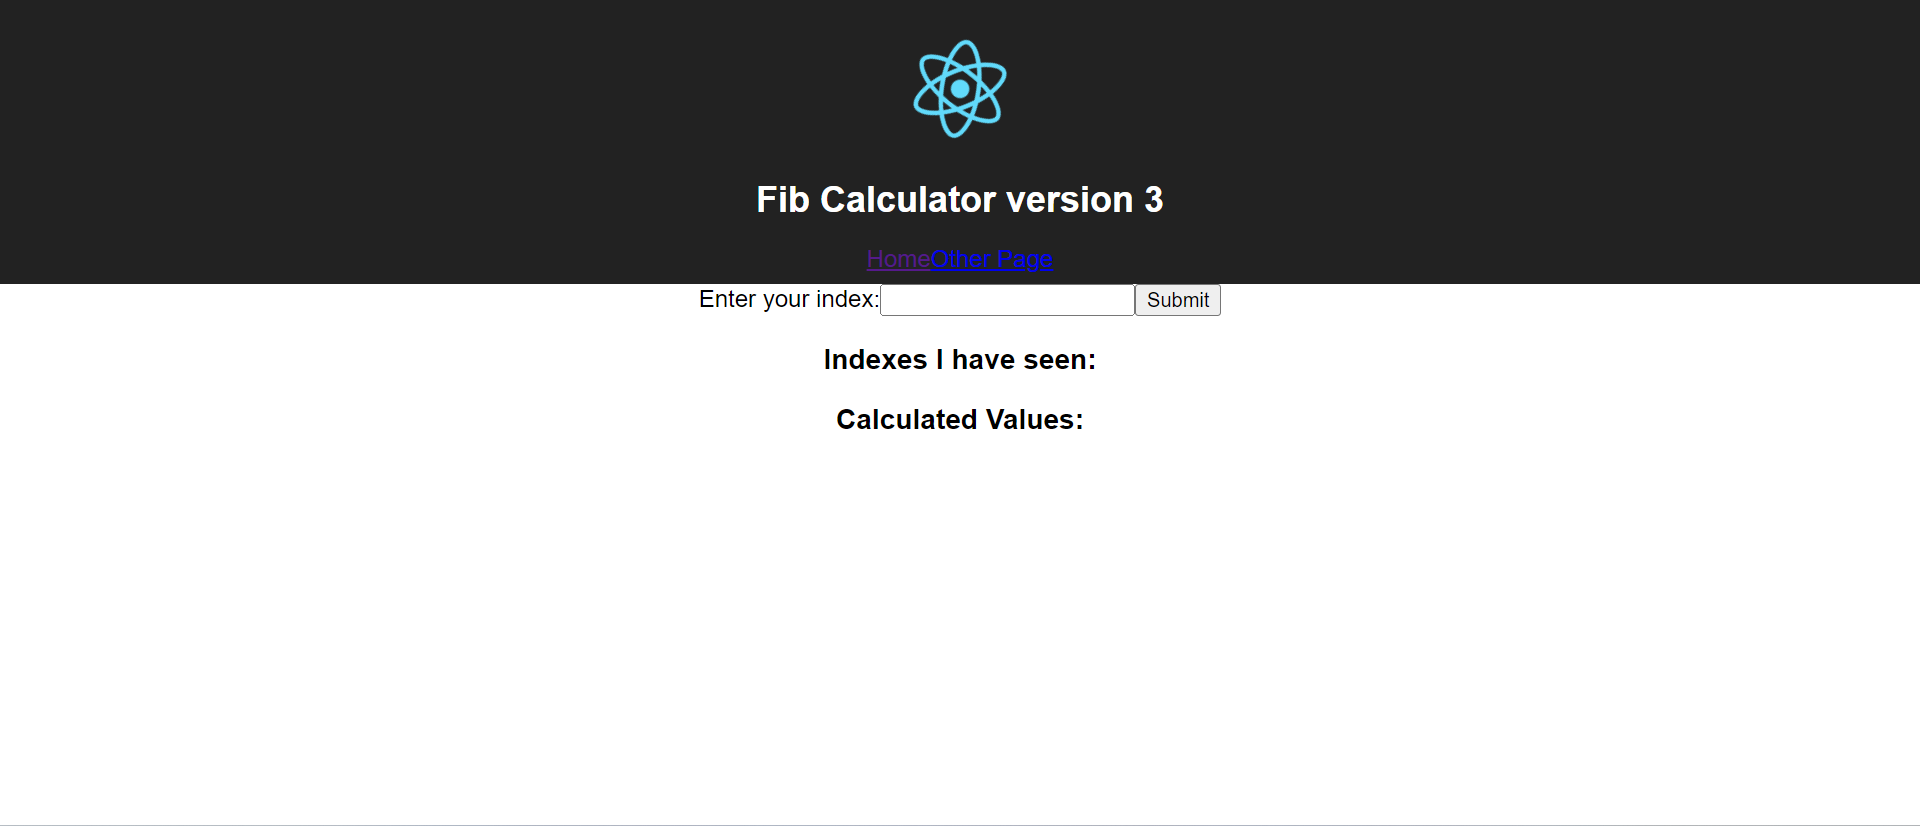 Fib Calculator version 3
HomeOther Page
Enter your index: Submit
Indexes I have seen:
Calculated Values: